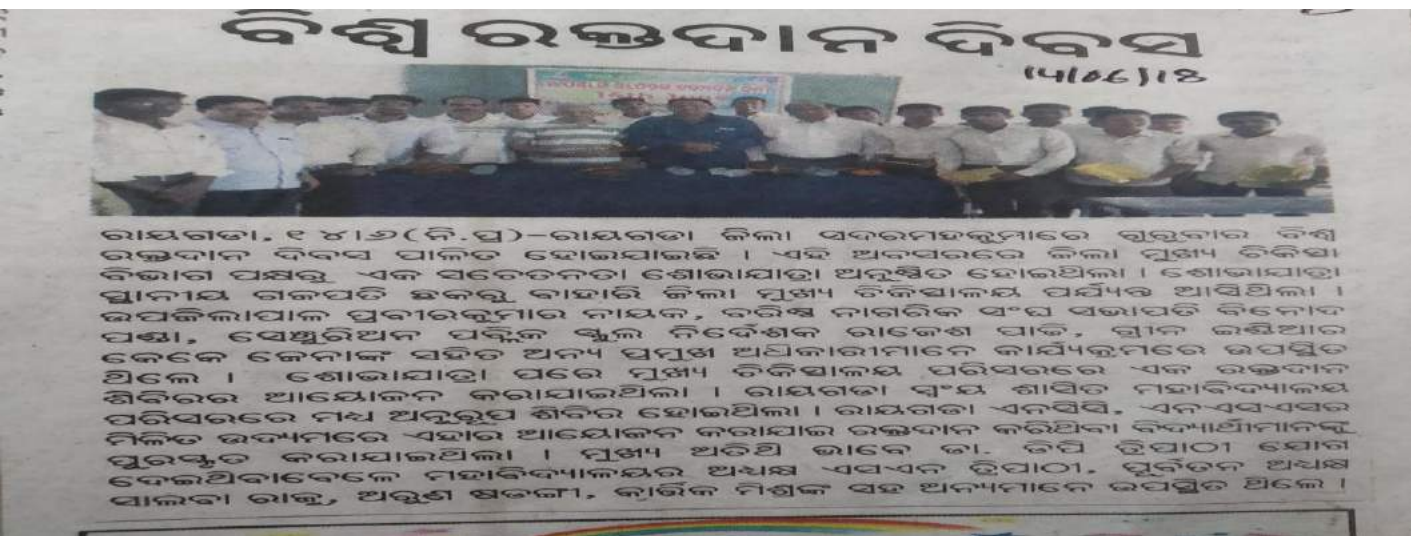 ବିଶ୍ୱ ରକ୍ତଦାନ ଦିବସ
14/06/18
ରାୟଗଡା, ୧୪।୬(ନି.ପ୍ର)-ରାୟଗଡା ଜିଲା ସଦରମହକୁମାରେ ଗୁରୁବାର ବିଶ୍ୱ
ରକ୍ତଦାନ ଦିବସ ପାଳିତ ହୋଇଯାଇଛି । ଏହି ଅବସରରେ ଜିଲା ମୁଖ୍ୟ ଚିକିତ୍ସା
ବିଭାଗ ପକ୍ଷରୁ ଏକ ସଚେତନତା ଶୋଭାଯାତ୍ରା ଅନୁଷ୍ଠିତ ହୋଇଥିଲା । ଶୋଭାଯାତ୍ରା
ସ୍ଥାନୀୟ ଗଜପତି ଛକରୁ ବାହାରି ଜିଲା ମୁଖ୍ୟ ଚିକିତ୍ସାଳୟ ପର୍ଯ୍ୟନ୍ତ ଆସିଥିଲା ।
ଉପଜିଲାପାଳ ପ୍ରବୀରକୁମାର ନାୟକ, ବରିଷ୍ଠ ନାଗରିକ ସଂଘ ସଭାପତି ବିନୋଦ
ପଣ୍ଡା, ସେଞ୍ଚୁରିଅନ ପବ୍ଲିକ ସ୍କୁଲ ନିର୍ଦେଶକ ରାଜେଶ ପାଢି, ଗ୍ରୀନ ଇଣ୍ଡିଆର
କେକେ ଜେନାଙ୍କ ସହିତ ଅନ୍ୟ ପ୍ରମୁଖ ଅଧିକାରୀମାନେ କାର୍ଯ୍ୟକ୍ରମରେ ଉପସ୍ଥିତ
ଥିଲେ । ଶୋଭାଯାତ୍ରା ପରେ ମୁଖ୍ୟ ଚିକିତ୍ସାଳୟ ପରିସରରେ ଏକ ରକ୍ତଦାନ
ଶିବିରର ଆୟୋଜନ କରାଯାଇଥିଲା । ରାୟଗଡା ସ୍ୱଂୟ ଶାସିତ ମହାବିଦ୍ୟାଳୟ
ପରିସରରେ ମଧ୍ୟ ଅନୁରୂପ ଶିବିର ହୋଇଥିଲା । ରାୟଗଡା ଏନସିସି, ଏନଏସଏସର
ମିଳିତ ଉଦ୍ୟମରେ ଏହାର ଆୟୋଜନ କରାଯାଇ ରକ୍ତଦାନ କରିଥିବା ବିଦ୍ୟାର୍ଥୀମାନଙ୍କୁ
ପୁରସ୍କୃତ କରାଯାଇଥିଲା । ମୁଖ୍ୟ ଅତିଥି ଭାବେ ଡା. ଡିପି ତ୍ରିପାଠୀ ଯୋଗ
ଦେଇଥିବାବେଳେ ମହାବିଦ୍ୟାଳୟର ଅଧ୍ୟକ୍ଷ ଏସଏନ ତ୍ରିପାଠୀ, ପୂର୍ବତନ ଅଧ୍ୟକ୍ଷ
ସାଲବା ରାଜୁ, ଅରୁଣ ଷଡଙ୍ଗୀ, କାର୍ତ୍ତିକ ମିଶ୍ରଙ୍କ ସହ ଅନ୍ୟମାନେ ଉପସ୍ଥିତ ଥିଲେ ।